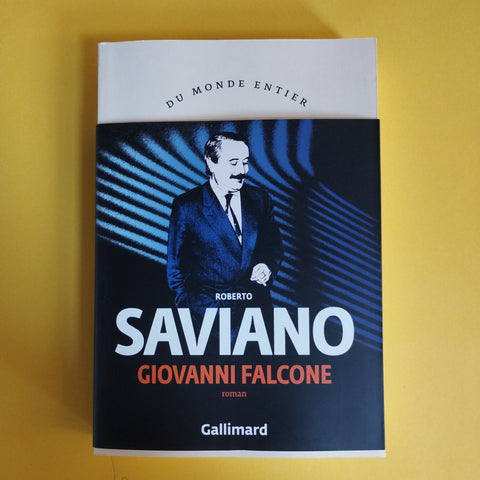 DU MONDE ENTIER
ROBERTO
SAVIANO
GIOVANNI FALCONE
roman
Gallimard